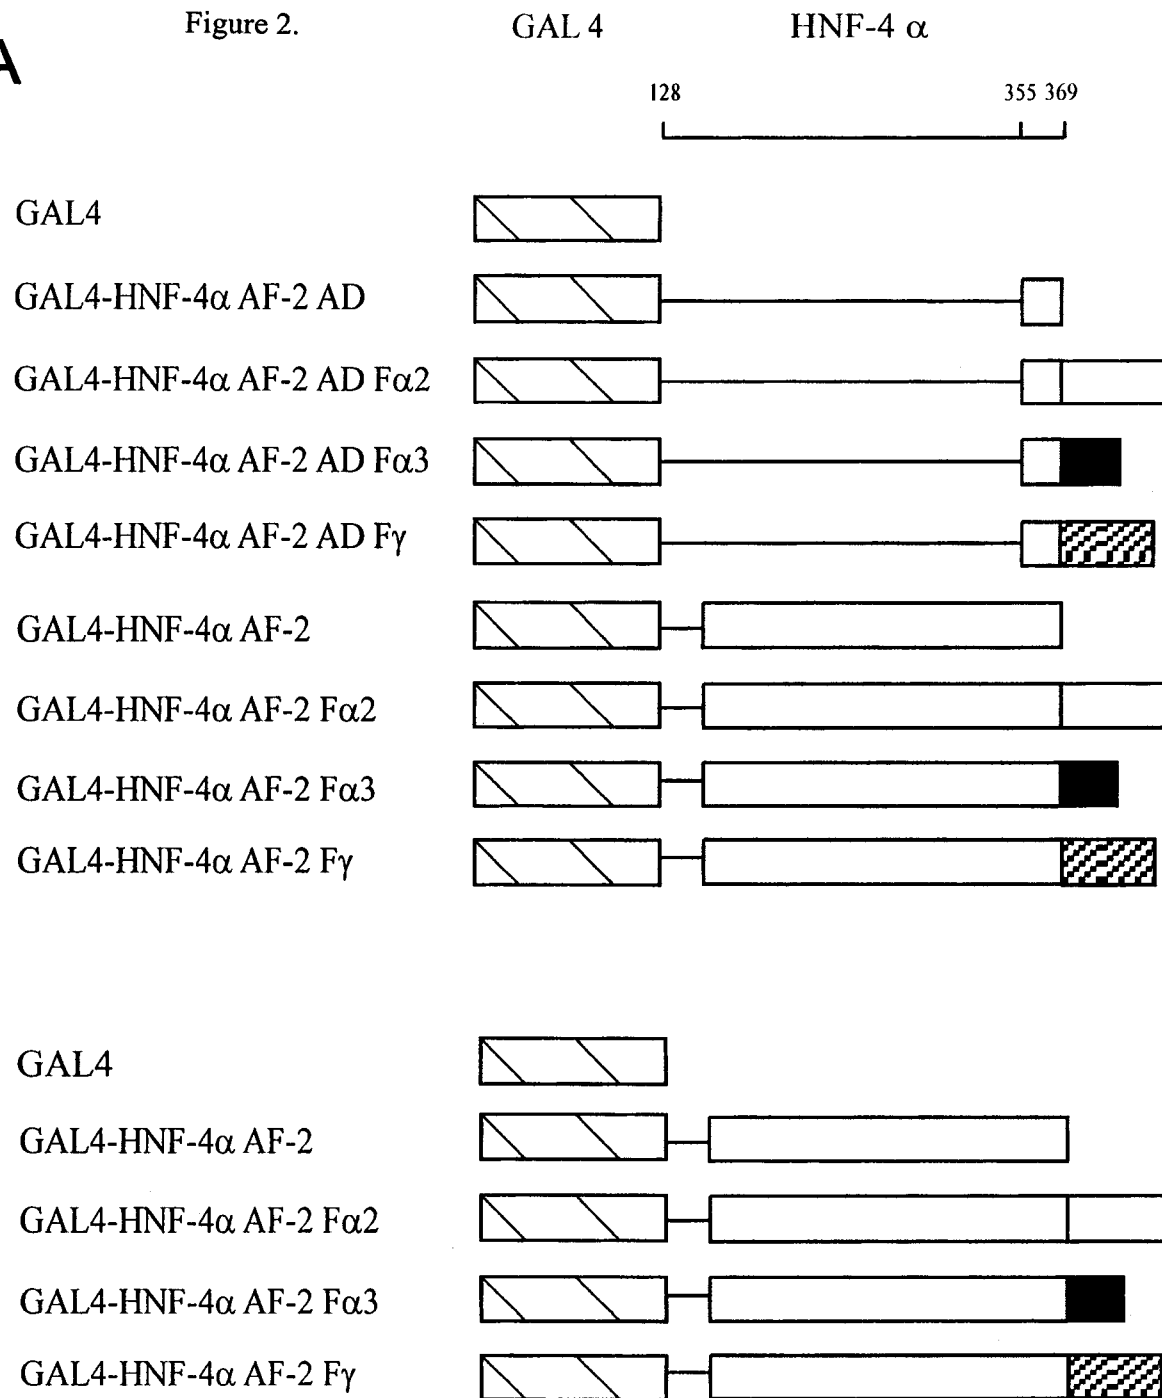 Figure 2. GAL 4 HNF-4 α
A
128 355 369
GAL4
GAL4-HNF-4α AF-2 AD
GAL4-HNF-4α AF-2 AD Fα2
GAL4-HNF-4α AF-2 AD Fα3
GAL4-HNF-4α AF-2 AD Fγ
GAL4-HNF-4α AF-2
GAL4-HNF-4α AF-2 Fα2
GAL4-HNF-4α AF-2 Fα3
GAL4-HNF-4α AF-2 Fγ
GAL4
GAL4-HNF-4α AF-2
GAL4-HNF-4α AF-2 Fα2
GAL4-HNF-4α AF-2 Fα3
GAL4-HNF-4α AF-2 Fγ